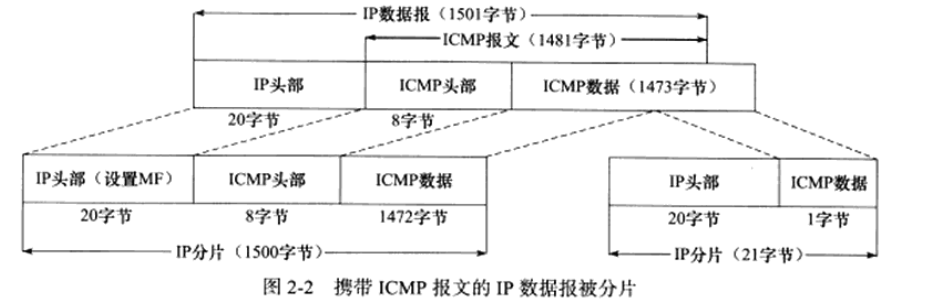 IP数据报（1501字节）
ICMP报文（1481字节）
IP头部 ICMP头部 ICMP数据（1473字节）
20字节 8字节
IP头部（设置MF） ICMP头部 ICMP数据 IP头部 ICMP数据
20字节 8字节 1472字节 20字节 1字节
IP分片（1500字节） IP分片（21字节）
图 2-2 携带 ICMP 报文的 IP 数据报被分片